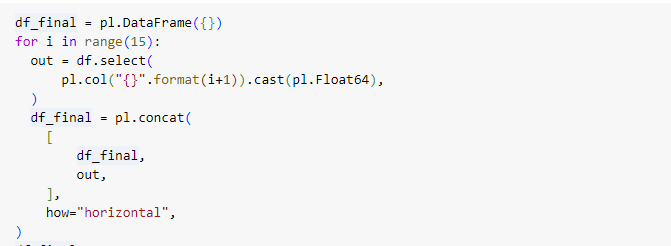 df_final = pl.DataFrame({})
for i in range(15):
  out = df.select(
      pl.col("{}".format(i+1)).cast(pl.Float64),
  )
  df_final = pl.concat(
    [
        df_final,
        out,
    ],
    how="horizontal",
)